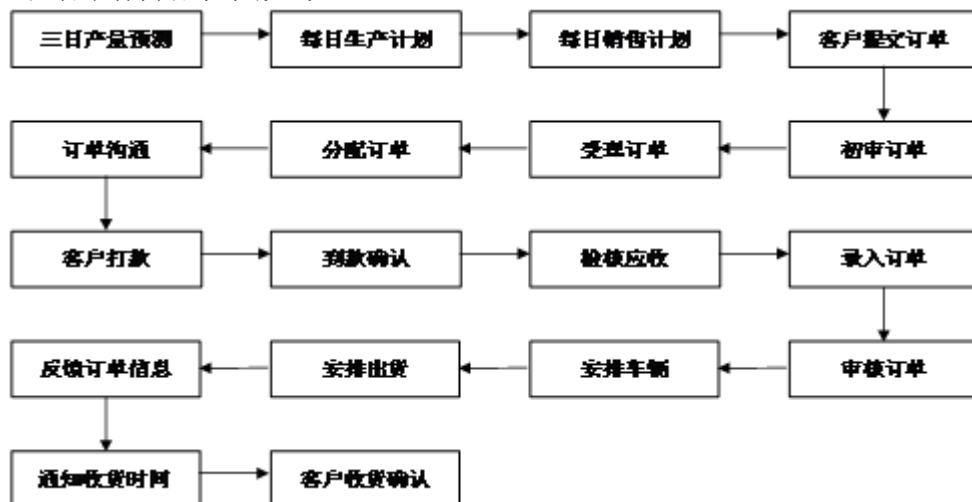 三日产量预测 每日生产计划 每日销售计划 客户提交订单
订单沟通 分配订单 受理订单 初审订单
客户打款 到款确认 检核应收 录入订单
反馈订单信息 安排出货 安排车辆 审核订单
通知收货时间 客户收货确认